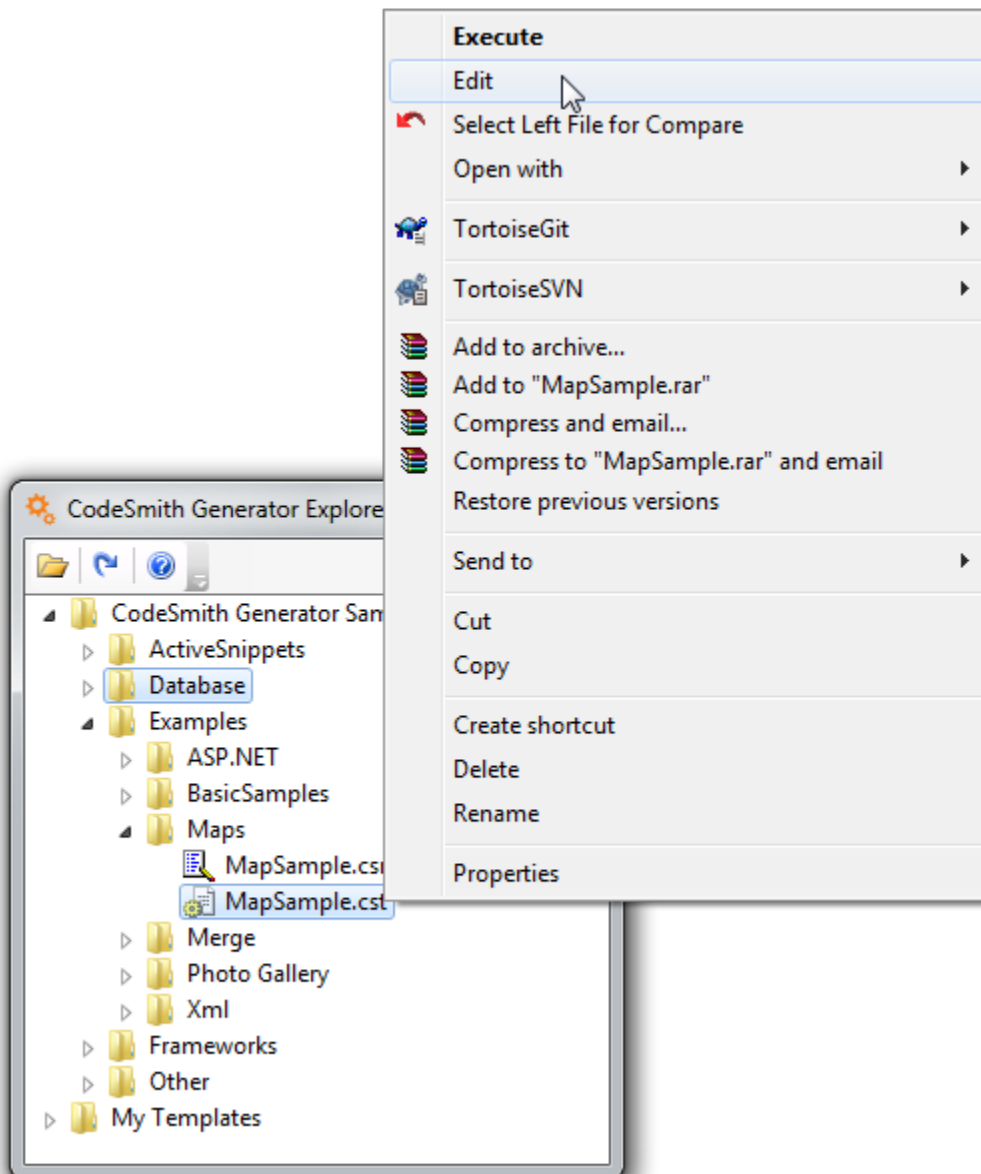 Execute
Edit
Select Left File for Compare
Open with
TortoiseGit
TortoiseSVN
Add to archive...
Add to "MapSample.rar"
Compress and email...
Compress to "MapSample.rar" and email
Restore previous versions
Send to
Cut
Copy
Create shortcut
Delete
Rename
Properties
CodeSmith Generator Explore
CodeSmith Generator Sam
ActiveSnippets
Database
Examples
ASP.NET
BasicSamples
Maps
MapSample.csm
MapSample.cst
Merge
Photo Gallery
Xml
Frameworks
Other
My Templates